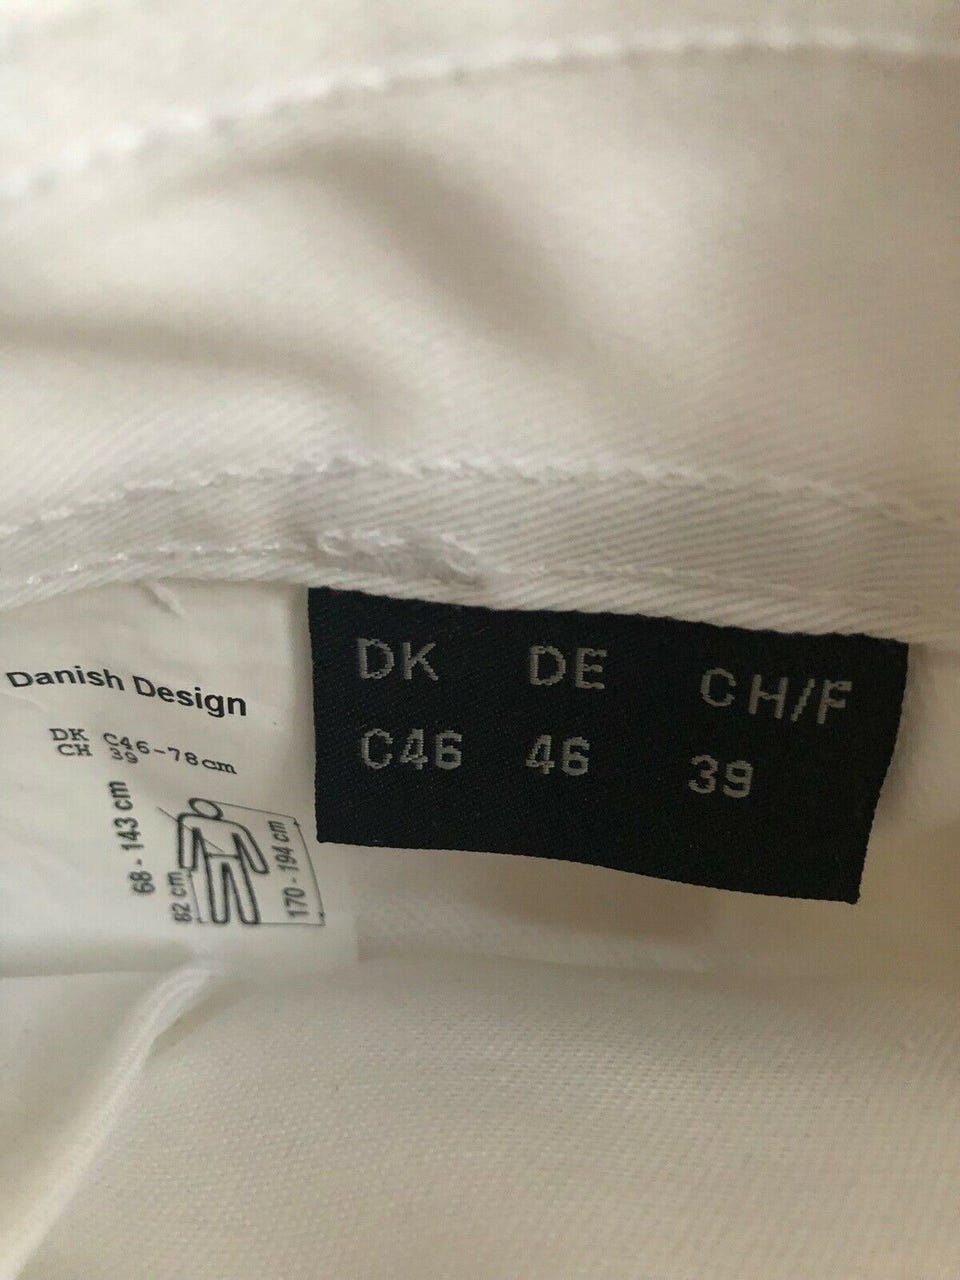 Danish Design
DK C46-78cm
CH 39
68 - 143 cm
82 cm
170 - 194 cm
DK DE CH/F
C46 46 39